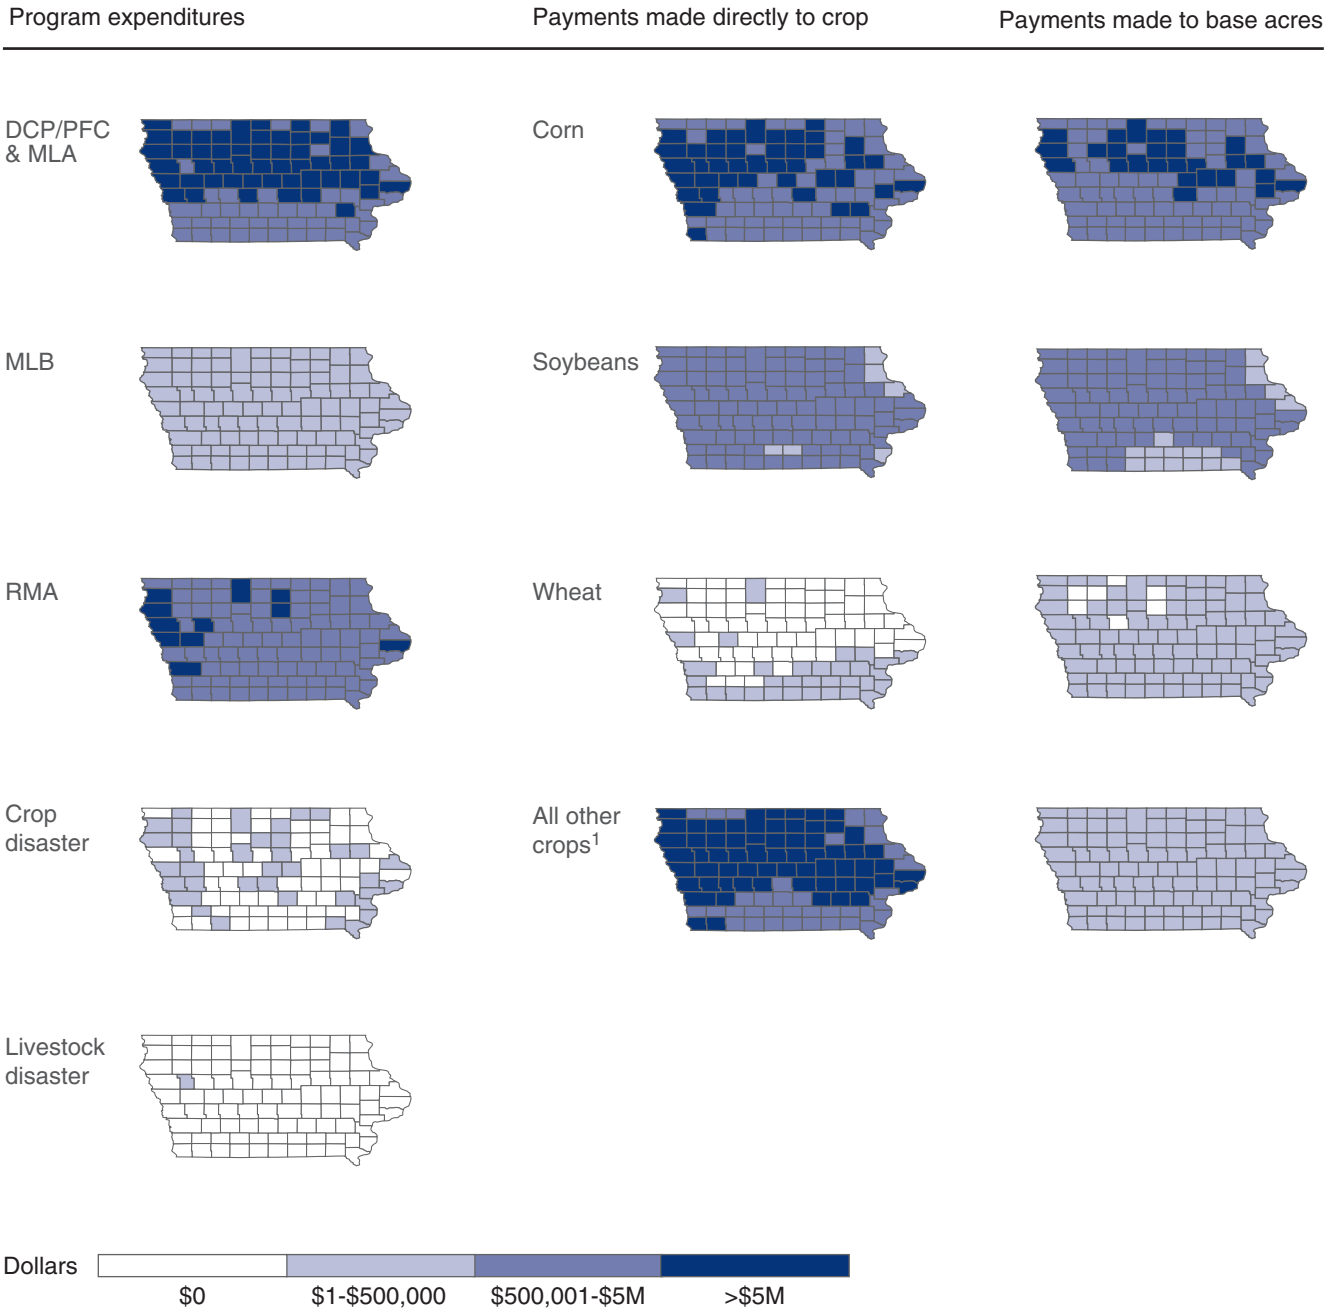 Program expenditures
Payments made directly to crop
Payments made to base acres
DCP/PFC
& MLA
Corn
MLB
Soybeans
RMA
Wheat
Crop
disaster
All other
crops1
Livestock
disaster
Dollars
$0
$1-$500,000
$500,001-$5M
>$5M